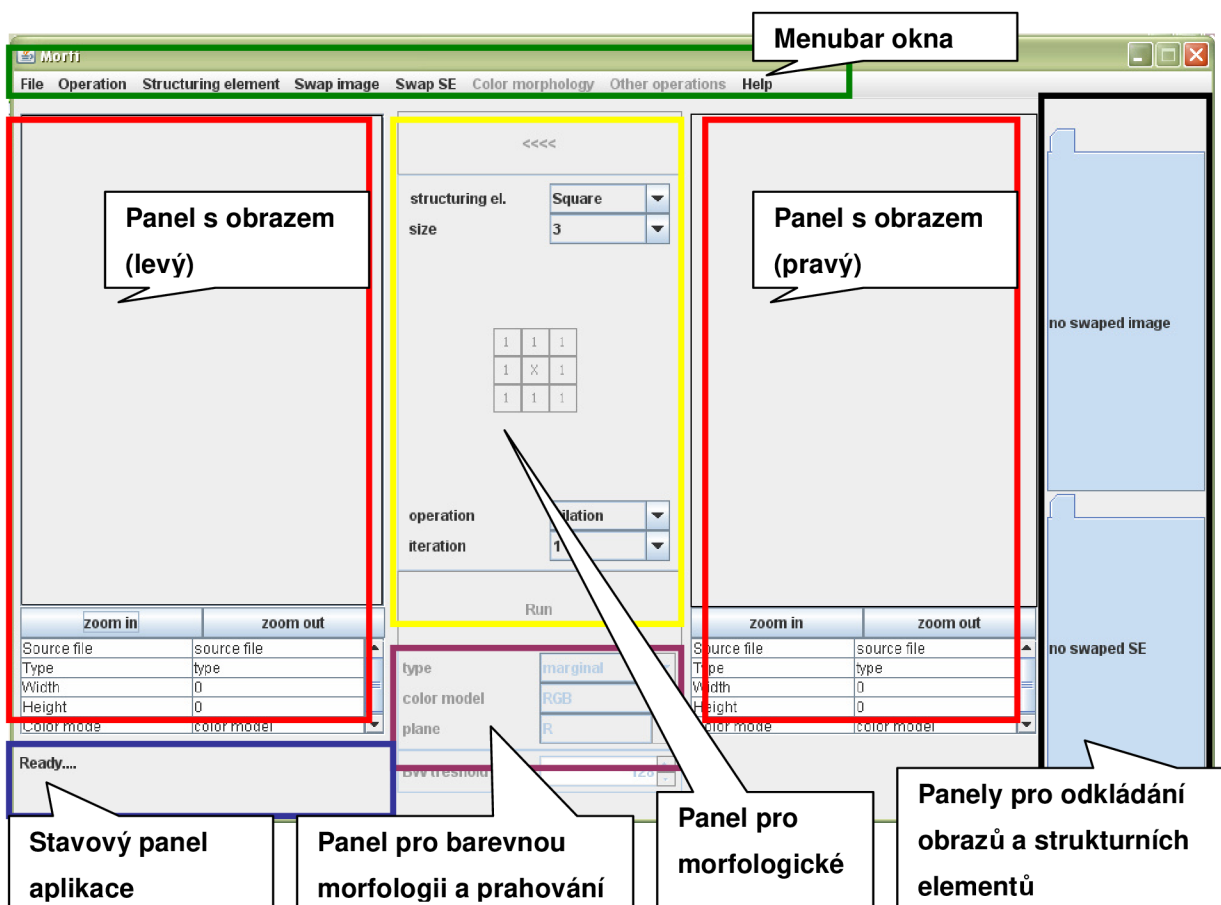 Menubar okna
Morfi
File Operation Structuring element Swap image Swap SE Color morphology Other operations Help
<<<<
structuring el. Square
size 3
Panel s obrazem
(levý)
Panel s obrazem
(pravý)
no swaped image
1 1 1
1 X 1
1 1 1
operation
iteration 1
Run
zoom in zoom out
Source file source file
Type type
Width 0
Height 0
Color mode color model
type marginal
color model RGB
plane R
BW treshold 128
zoom in zoom out
Source file source file
Type type
Width 0
Height 0
Color mode color model
no swaped SE
Ready....
Stavový panel
aplikace
Panel pro barevnou
morfologii a prahování
Panel pro
morfologické
Panely pro odkládání
obrazů a strukturních
elementů